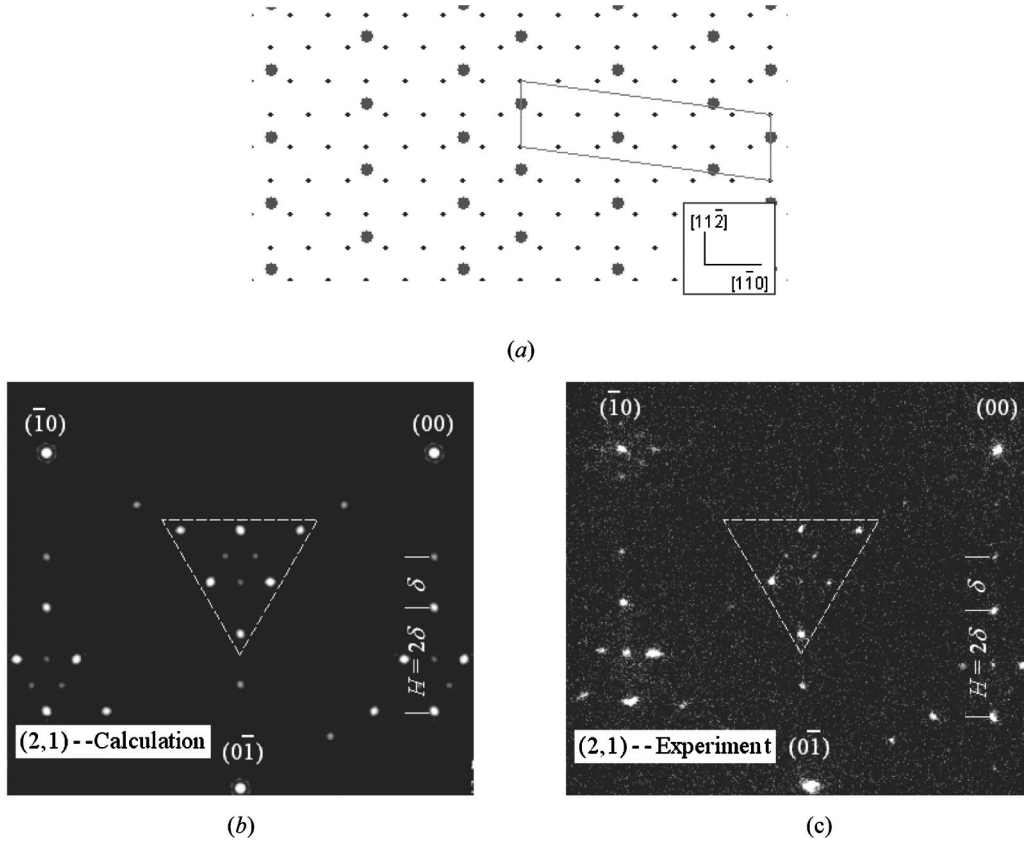 [112̄]
[11̄0]
(a)
(1̄0)
(00)
| H = 2δ | δ |
(2,1)--Calculation
(01̄)
(b)
(1̄0)
(00)
| H = 2δ | δ |
(2,1)--Experiment
(01̄)
(c)